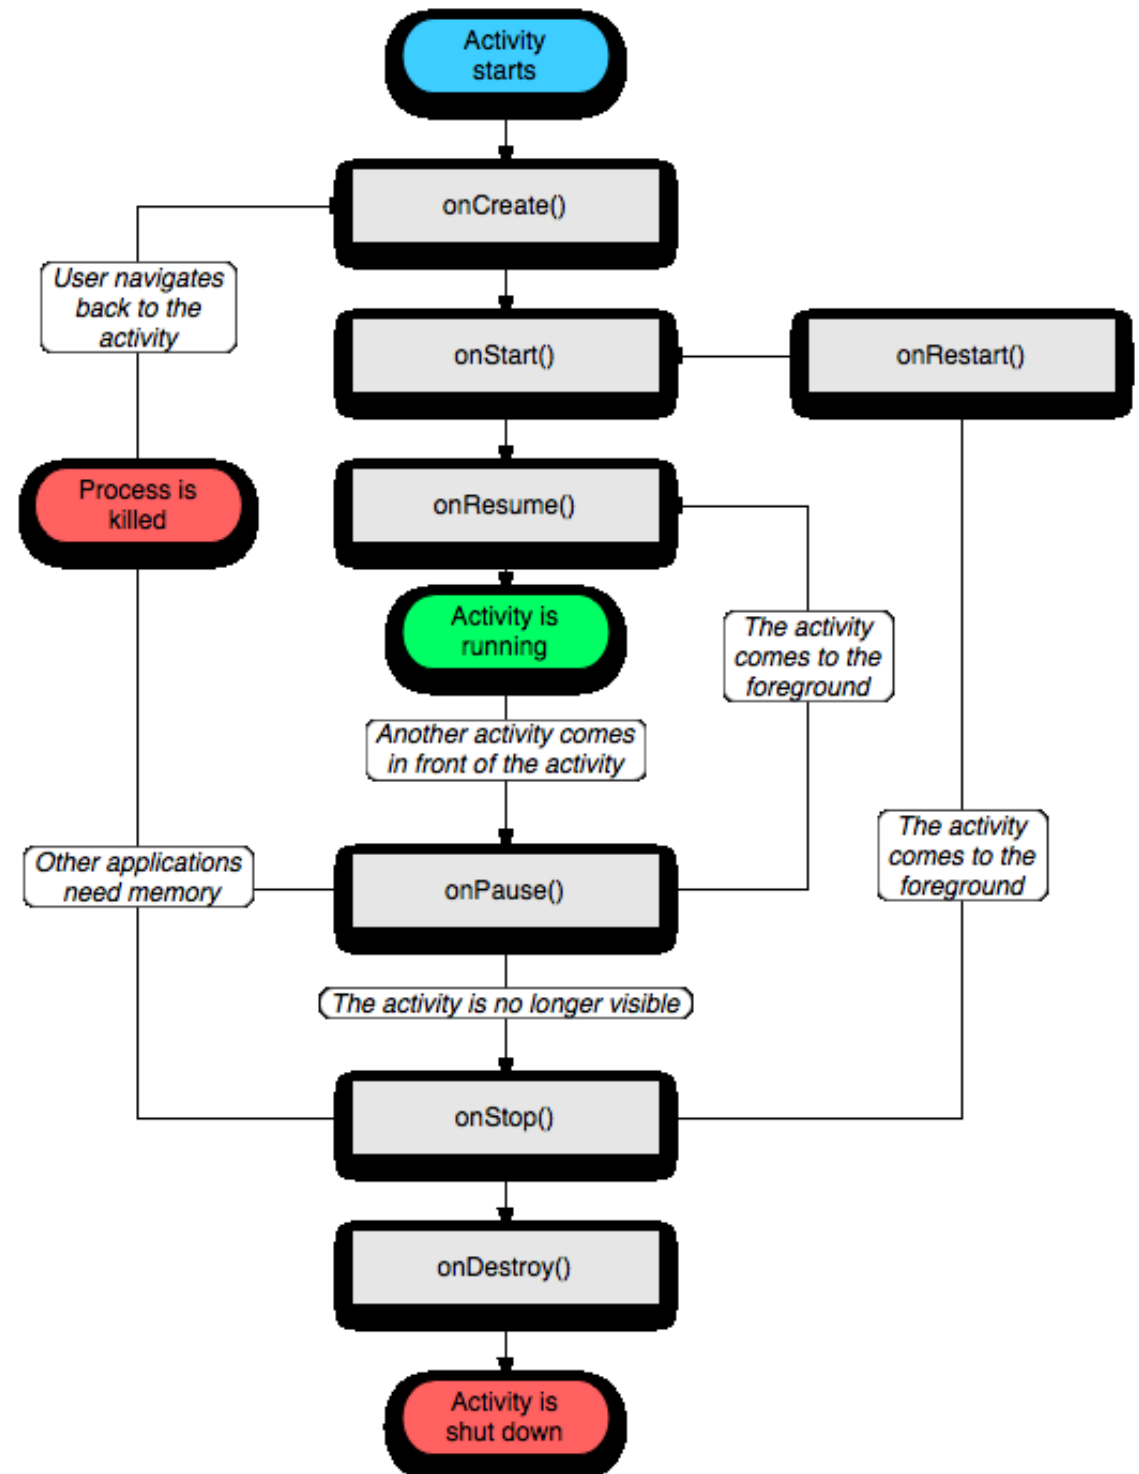 Activity
starts
onCreate()
User navigates
back to the
activity
onStart()
onRestart()
Process is
killed
onResume()
Activity is
running
The activity
comes to the
foreground
Another activity comes
in front of the activity
The activity
comes to the
foreground
Other applications
need memory
onPause()
The activity is no longer visible
onStop()
onDestroy()
Activity is
shut down